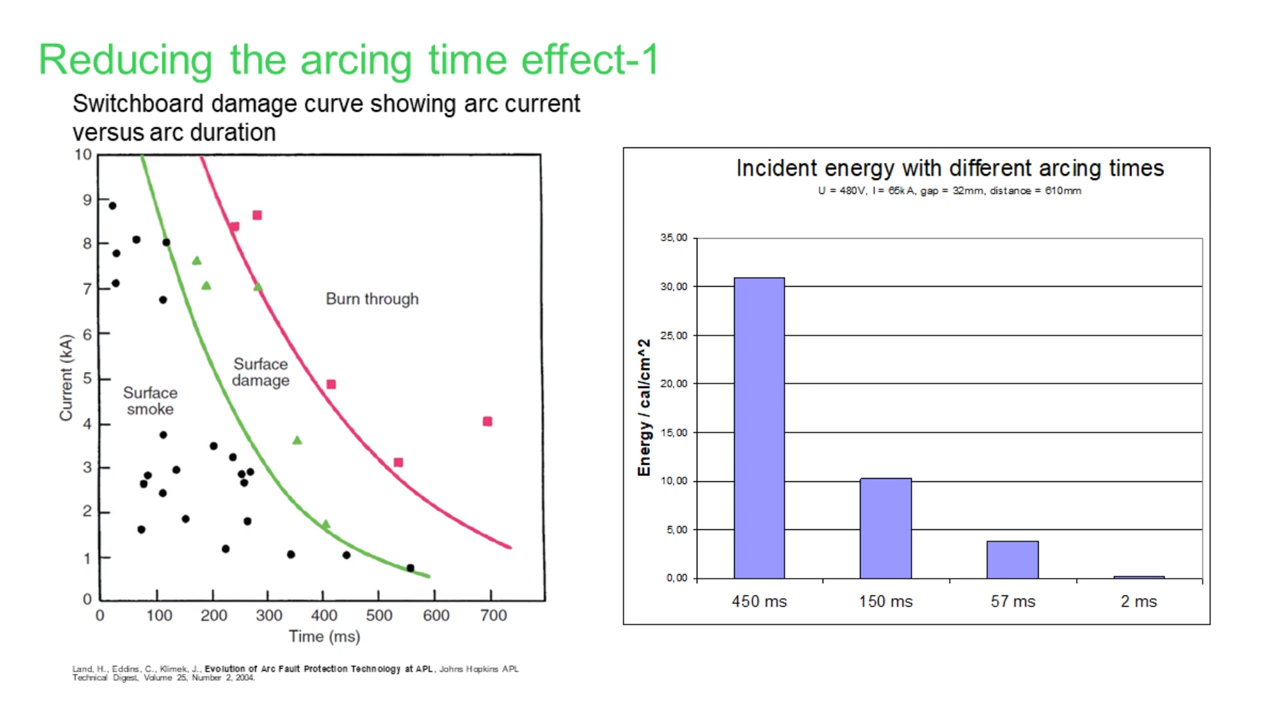 Reducing the arcing time effect-1
Switchboard damage curve showing arc current
versus arc duration
10
9
8
7
6
5
4
3
2
1
0
Current (kA)
Burn through
Surface
damage
Surface
smoke
0 100 200 300 400 500 600 700
Time (ms)
Land, H., Eddins, C., Klimek, J., Evolution of Arc Fault Protection Technology at APL, Johns Hopkins APL
Technical Digest, Volume 25, Number 2, 2004.
Incident energy with different arcing times
U = 480V, I = 65kA, gap = 32mm, distance = 610mm
35,00
30,00
25,00
20,00
15,00
10,00
5,00
0,00
Energy / cal/cm^2
450 ms 150 ms 57 ms 2 ms